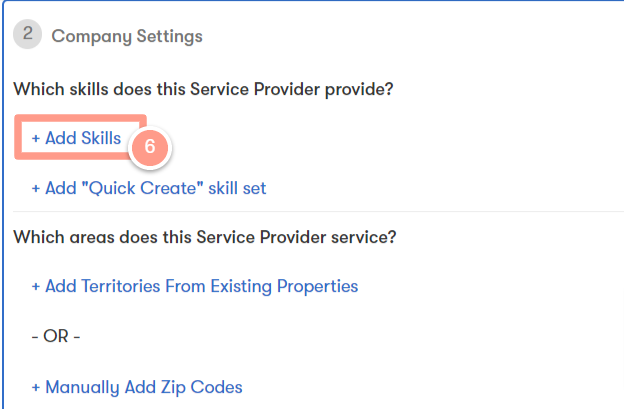 2 Company Settings
Which skills does this Service Provider provide?
+ Add Skills 6
+ Add "Quick Create" skill set
Which areas does this Service Provider service?
+ Add Territories From Existing Properties
- OR -
+ Manually Add Zip Codes